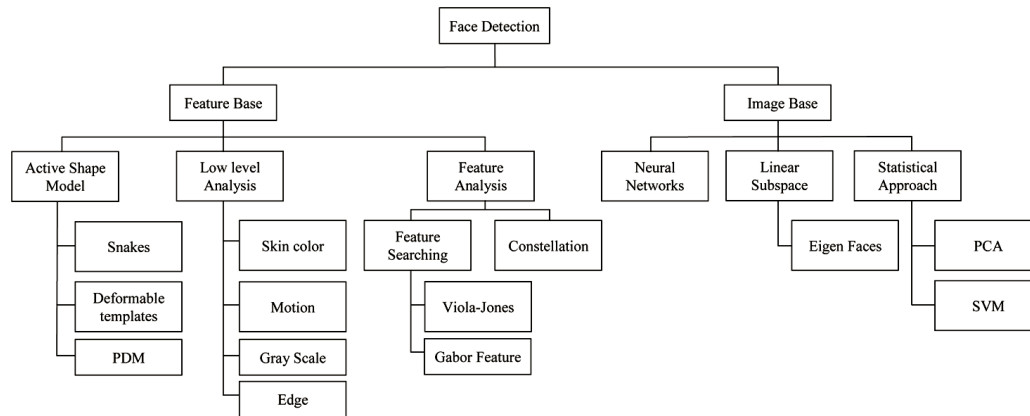 Face Detection
Feature Base
Image Base
Active Shape
Model
Low level
Analysis
Feature
Analysis
Neural
Networks
Linear
Subspace
Statistical
Approach
Snakes
Skin color
Feature
Searching
Constellation
Eigen Faces
PCA
Deformable
templates
Motion
Viola-Jones
SVM
PDM
Gray Scale
Gabor Feature
Edge